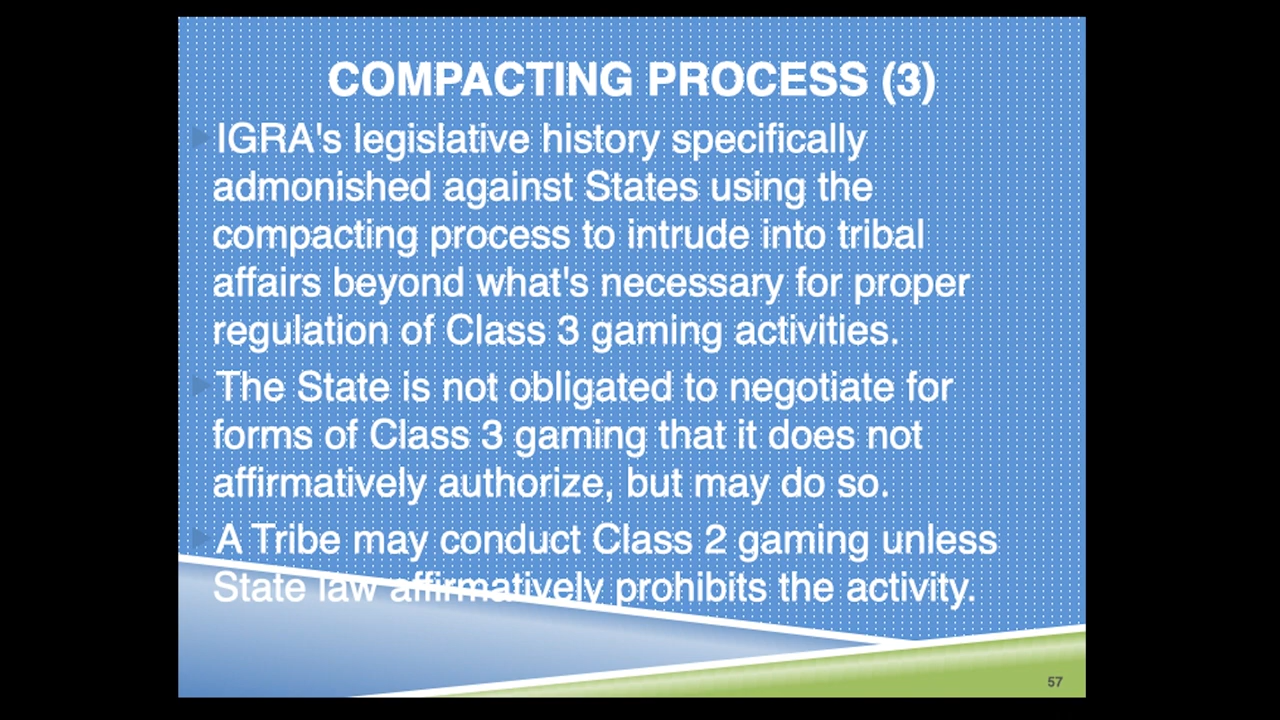 COMPACTING PROCESS (3)
IGRA's legislative history specifically
admonished against States using the
compacting process to intrude into tribal
affairs beyond what's necessary for proper
regulation of Class 3 gaming activities.
The State is not obligated to negotiate for
forms of Class 3 gaming that it does not
affirmatively authorize, but may do so.
A Tribe may conduct Class 2 gaming unless
State law affirmatively prohibits the activity.
57